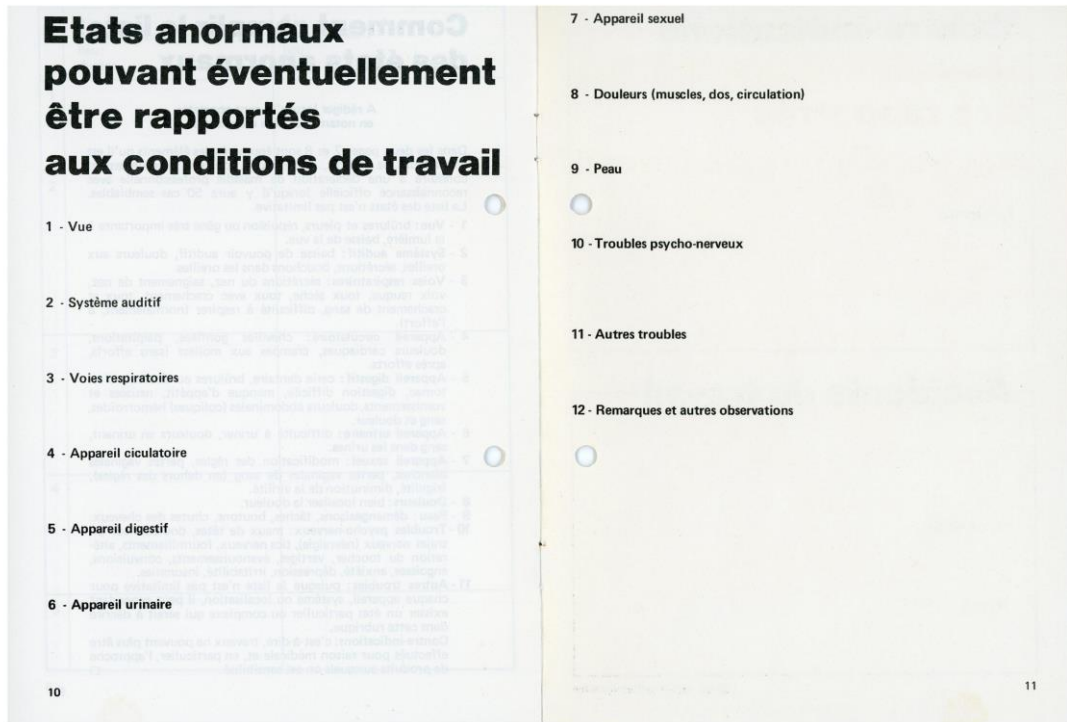 Etats anormaux
pouvant éventuellement
être rapportés
aux conditions de travail
1 - Vue
2 - Système auditif
3 - Voies respiratoires
4 - Appareil ciculatoire
5 - Appareil digestif
6 - Appareil urinaire
10
7 - Appareil sexuel
8 - Douleurs (muscles, dos, circulation)
9 - Peau
10 - Troubles psycho-nerveux
11 - Autres troubles
12 - Remarques et autres observations
11